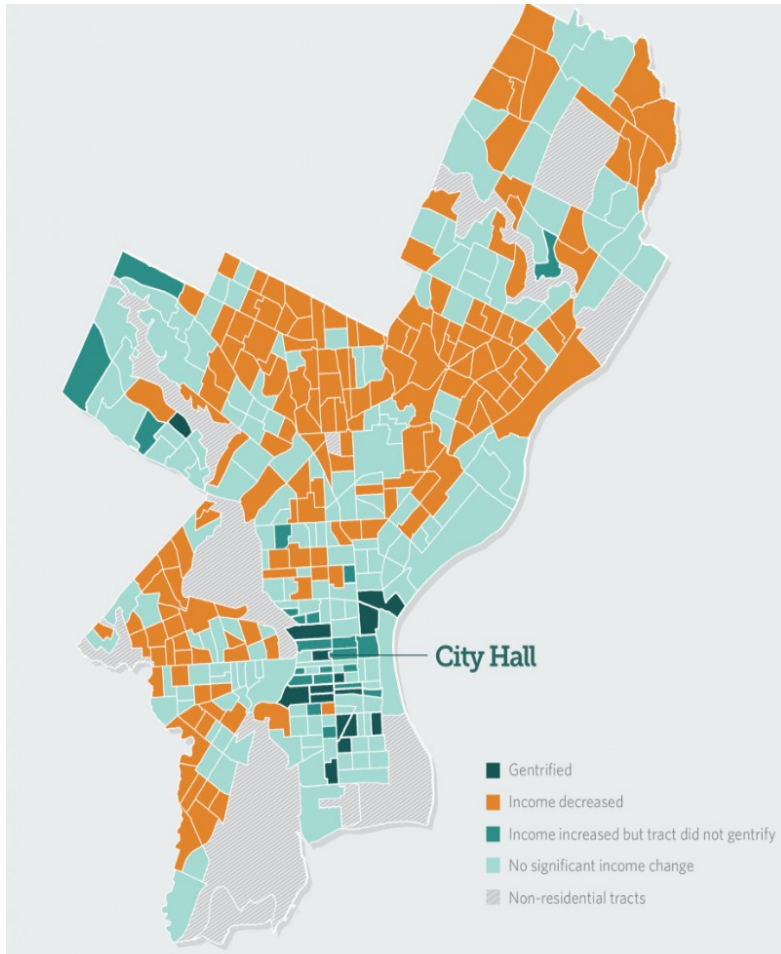 City Hall
Gentrified
Income decreased
Income increased but tract did not gentrify
No significant income change
Non-residential tracts